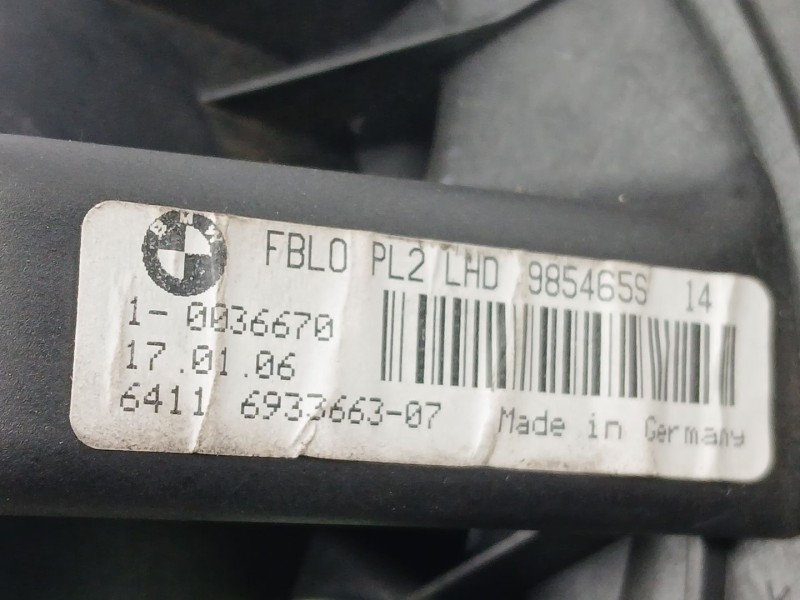 BMW
FBLO PL2 LHD 985465S 14
1- 0036670
17.01.06
6411 6933663-07 Made in Germany